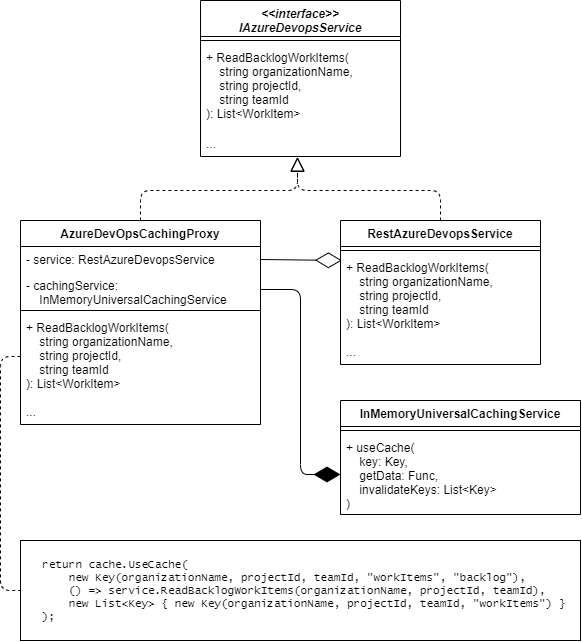 <<interface>>
IAzureDevopsService
+ ReadBacklogWorkItems(
string organizationName,
string projectId,
string teamId
): List<WorkItem>
...
AzureDevOpsCachingProxy
- service: RestAzureDevopsService
- cachingService:
InMemoryUniversalCachingService
+ ReadBacklogWorkItems(
string organizationName,
string projectId,
string teamId
): List<WorkItem>
...
RestAzureDevopsService
+ ReadBacklogWorkItems(
string organizationName,
string projectId,
string teamId
): List<WorkItem>
...
InMemoryUniversalCachingService
+ useCache(
key: Key,
getData: Func,
invalidateKeys: List<Key>
)
return cache.UseCache(
new Key(organizationName, projectId, teamId, "workItems", "backlog"),
() => service.ReadBacklogWorkItems(organizationName, projectId, teamId),
new List<Key> { new Key(organizationName, projectId, teamId, "workItems") }
);